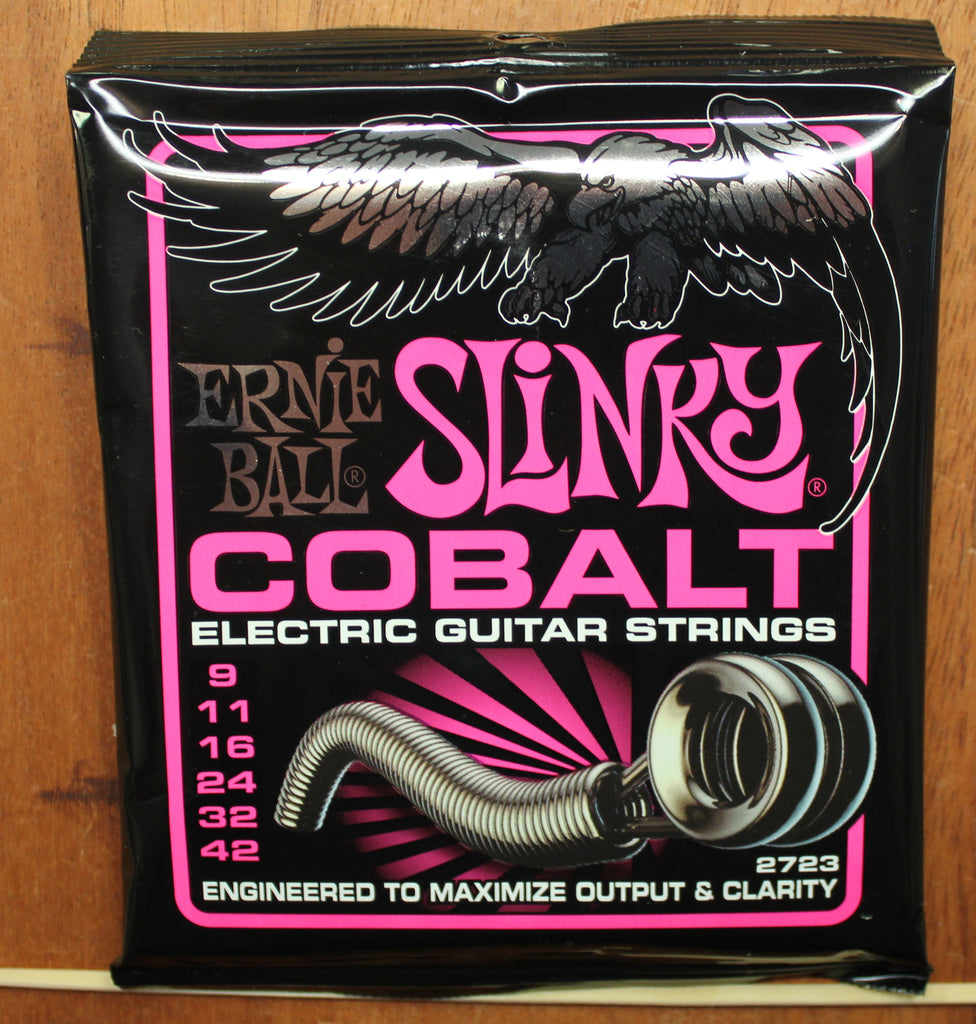 ERNiE
BALL®
SLiNKY®
COBALT
ELECTRIC GUITAR STRINGS
9
11
16
24
32
42
2723
ENGINEERED TO MAXIMIZE OUTPUT & CLARITY